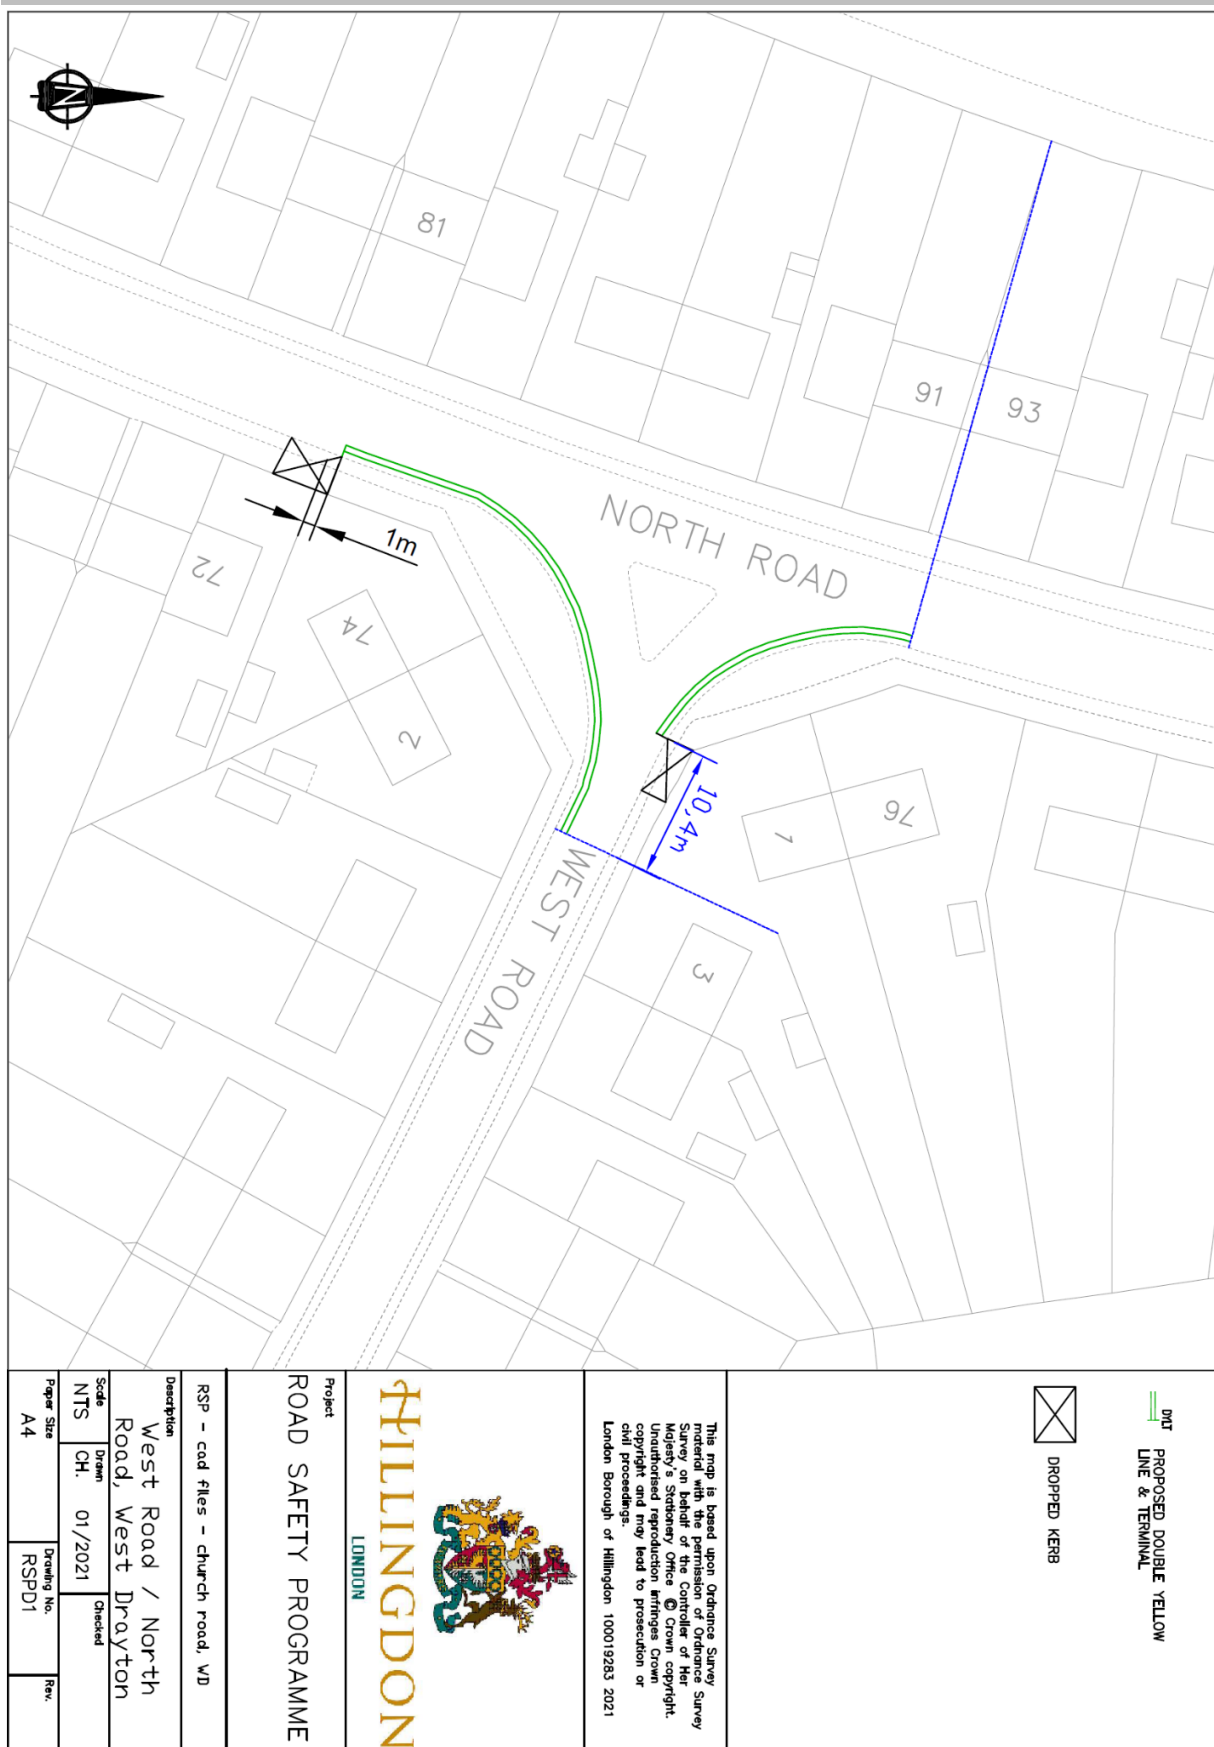 N
81
91
93
NORTH ROAD
1m
72
74
2
10,4m
76
1
3
WEST ROAD
DYLT
PROPOSED DOUBLE YELLOW
LINE & TERMINAL
DROPPED KERB
This map is based upon Ordnance Survey
material with the permission of Ordnance Survey
Survey on behalf of the Controller of Her
Majesty's Stationery Office © Crown copyright.
Unauthorised reproduction infringes Crown
copyright and may lead to prosecution or
civil proceedings.
London Borough of Hillingdon 100019283 2021
HILLINGDON
LONDON
Project
ROAD SAFETY PROGRAMME
RSP - cad files - church road, WD
Description
West Road / North
Road, West Drayton
Scale
NTS
Drawn
CH. 01/2021
Checked
Paper Size
A4
Drawing No.
RSPD1
Rev.